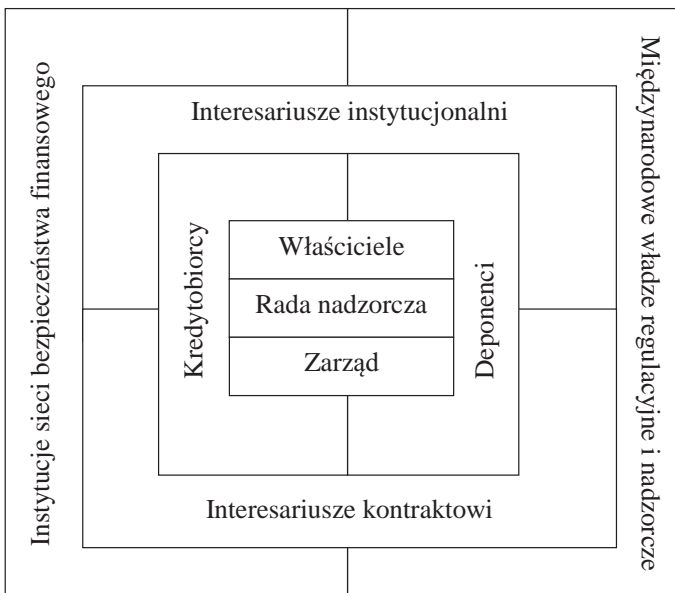 Instytucje sieci bezpieczeństwa finansowego
Międzynarodowe władze regulacyjne i nadzorcze
Interesariusze instytucjonalni
Kredytobiorcy
Właściciele
Rada nadzorcza
Zarząd
Deponenci
Interesariusze kontraktowi